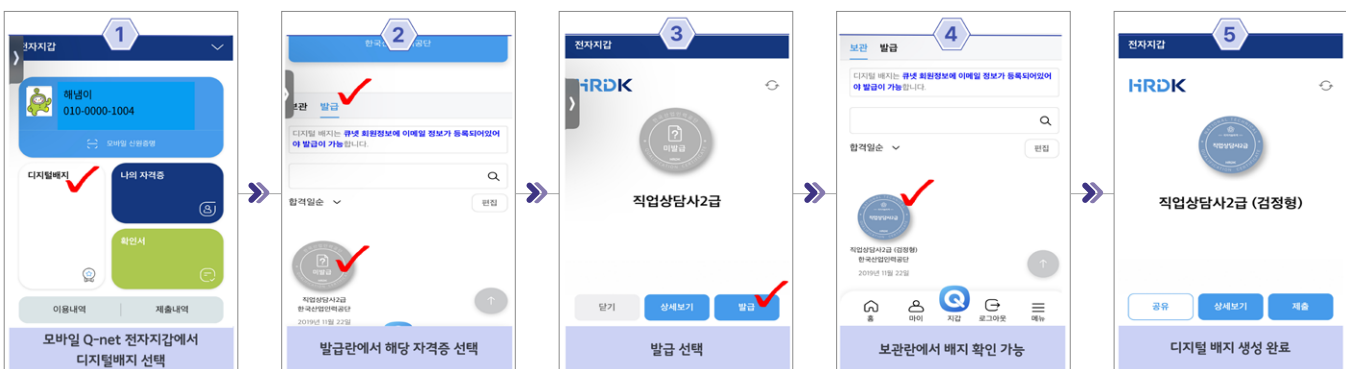 1
전자지갑
해냄이
010-0000-1004
모바일 신원증명
디지털배지
나의 자격증
확인서
이용내역
제출내역
모바일 Q-net 전자지갑에서
디지털배지 선택
2
한국산업인력공단
보관 발급
디지털 배지는 큐넷 회원정보에 이메일 정보가 등록되어있어
야 발급이 가능합니다.
합격일순
편집
미발급
직업상담사2급
한국산업인력공단
2019년 11월 22일
발급란에서 해당 자격증 선택
3
전자지갑
HRDK
미발급
직업상담사2급
닫기
상세보기
발급
발급 선택
4
보관 발급
디지털 배지는 큐넷 회원정보에 이메일 정보가 등록되어있어
야 발급이 가능합니다.
합격일순
편집
직업상담사2급
직업상담사2급 (검정형)
한국산업인력공단
2019년 11월 22일
홈
마이
Q
지갑
로그아웃
메뉴
보관란에서 배지 확인 가능
5
전자지갑
HRDK
직업상담사2급
직업상담사2급 (검정형)
공유
상세보기
제출
디지털 배지 생성 완료